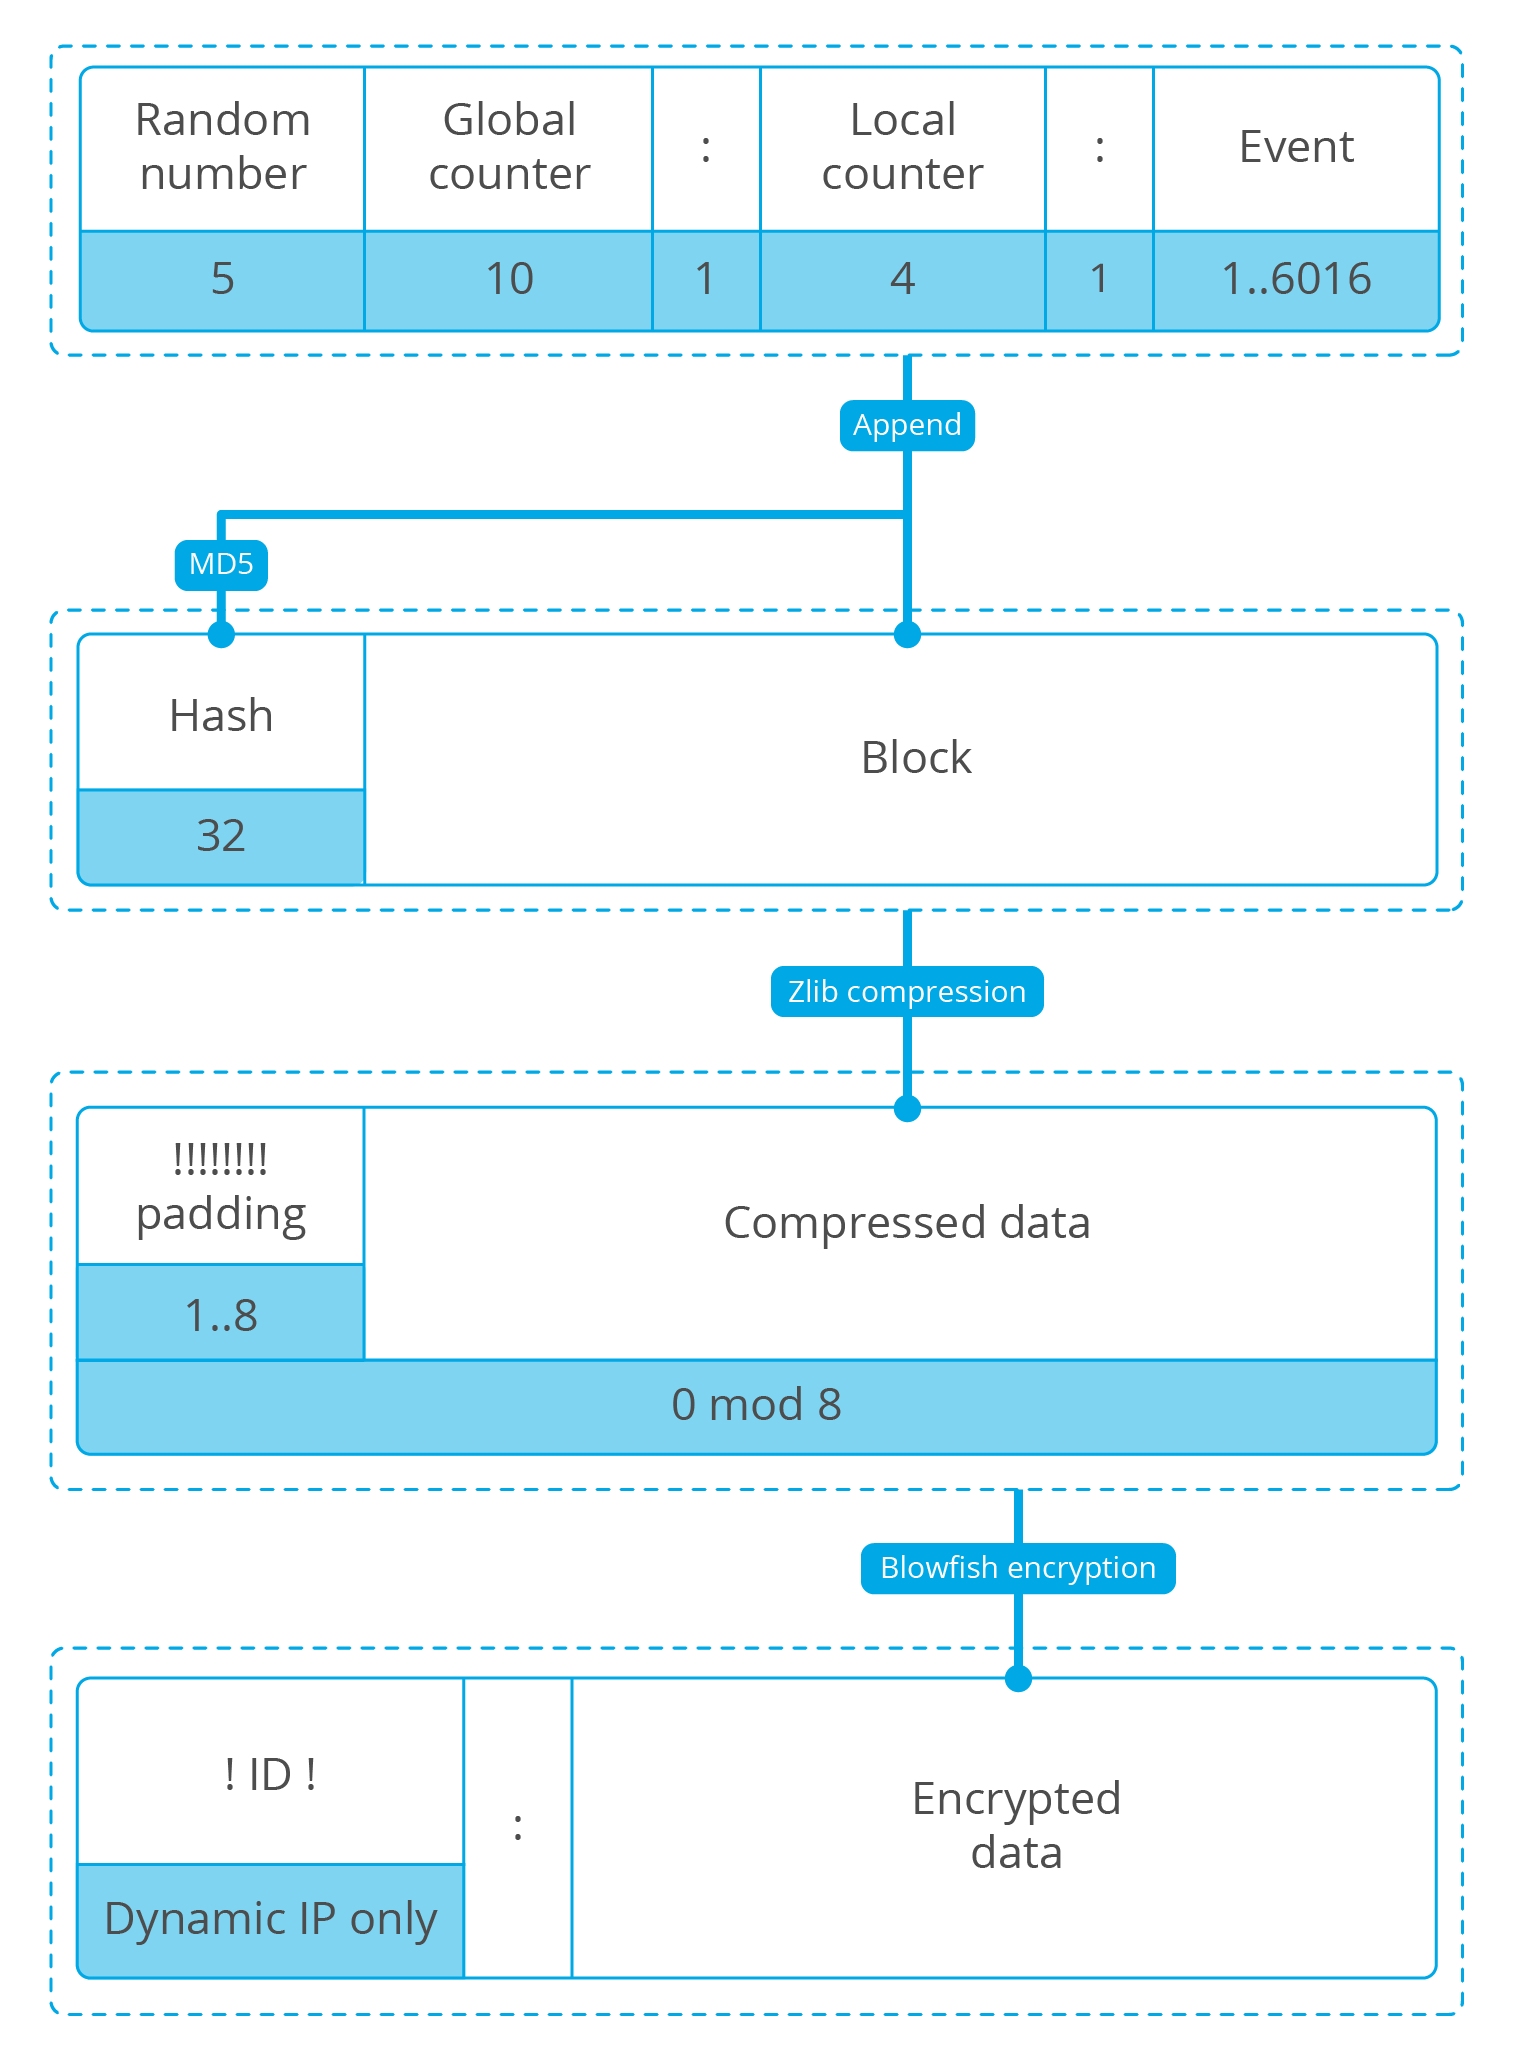 Random
number
Global
counter
:
Local
counter
:
Event
5
10
1
4
1
1..6016
Append
MD5
Hash
Block
32
Zlib compression
!!!!!!!!
padding
Compressed data
1..8
0 mod 8
Blowfish encryption
! ID !
:
Encrypted
data
Dynamic IP only